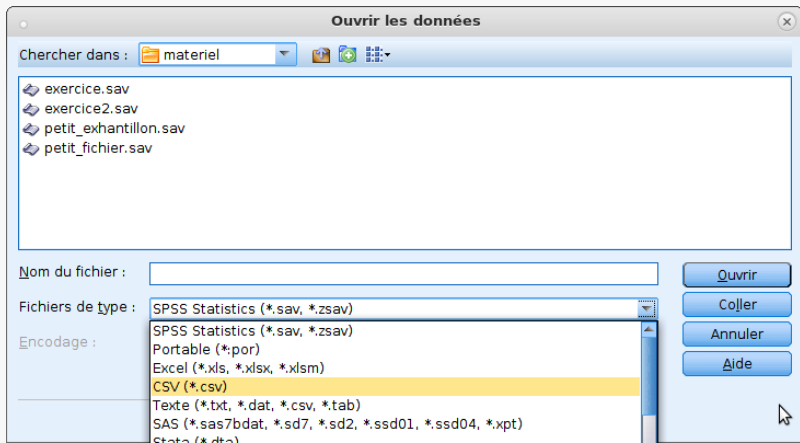 Ouvrir les données
Chercher dans : materiel
exercice.sav
exercice2.sav
petit_exhantillon.sav
petit_fichier.sav
Nom du fichier :
Ouvrir
Fichiers de type : SPSS Statistics (*.sav, *.zsav)
Coller
SPSS Statistics (*.sav, *.zsav)
Encodage :
Annuler
Portable (*.por)
Excel (*.xls, *.xlsx, *.xlsm)
Aide
CSV (*.csv)
Texte (*.txt, *.dat, *.csv, *.tab)
SAS (*.sas7bdat, *.sd7, *.sd2, *.ssd01, *.ssd04, *.xpt)
Stata (*.dta)